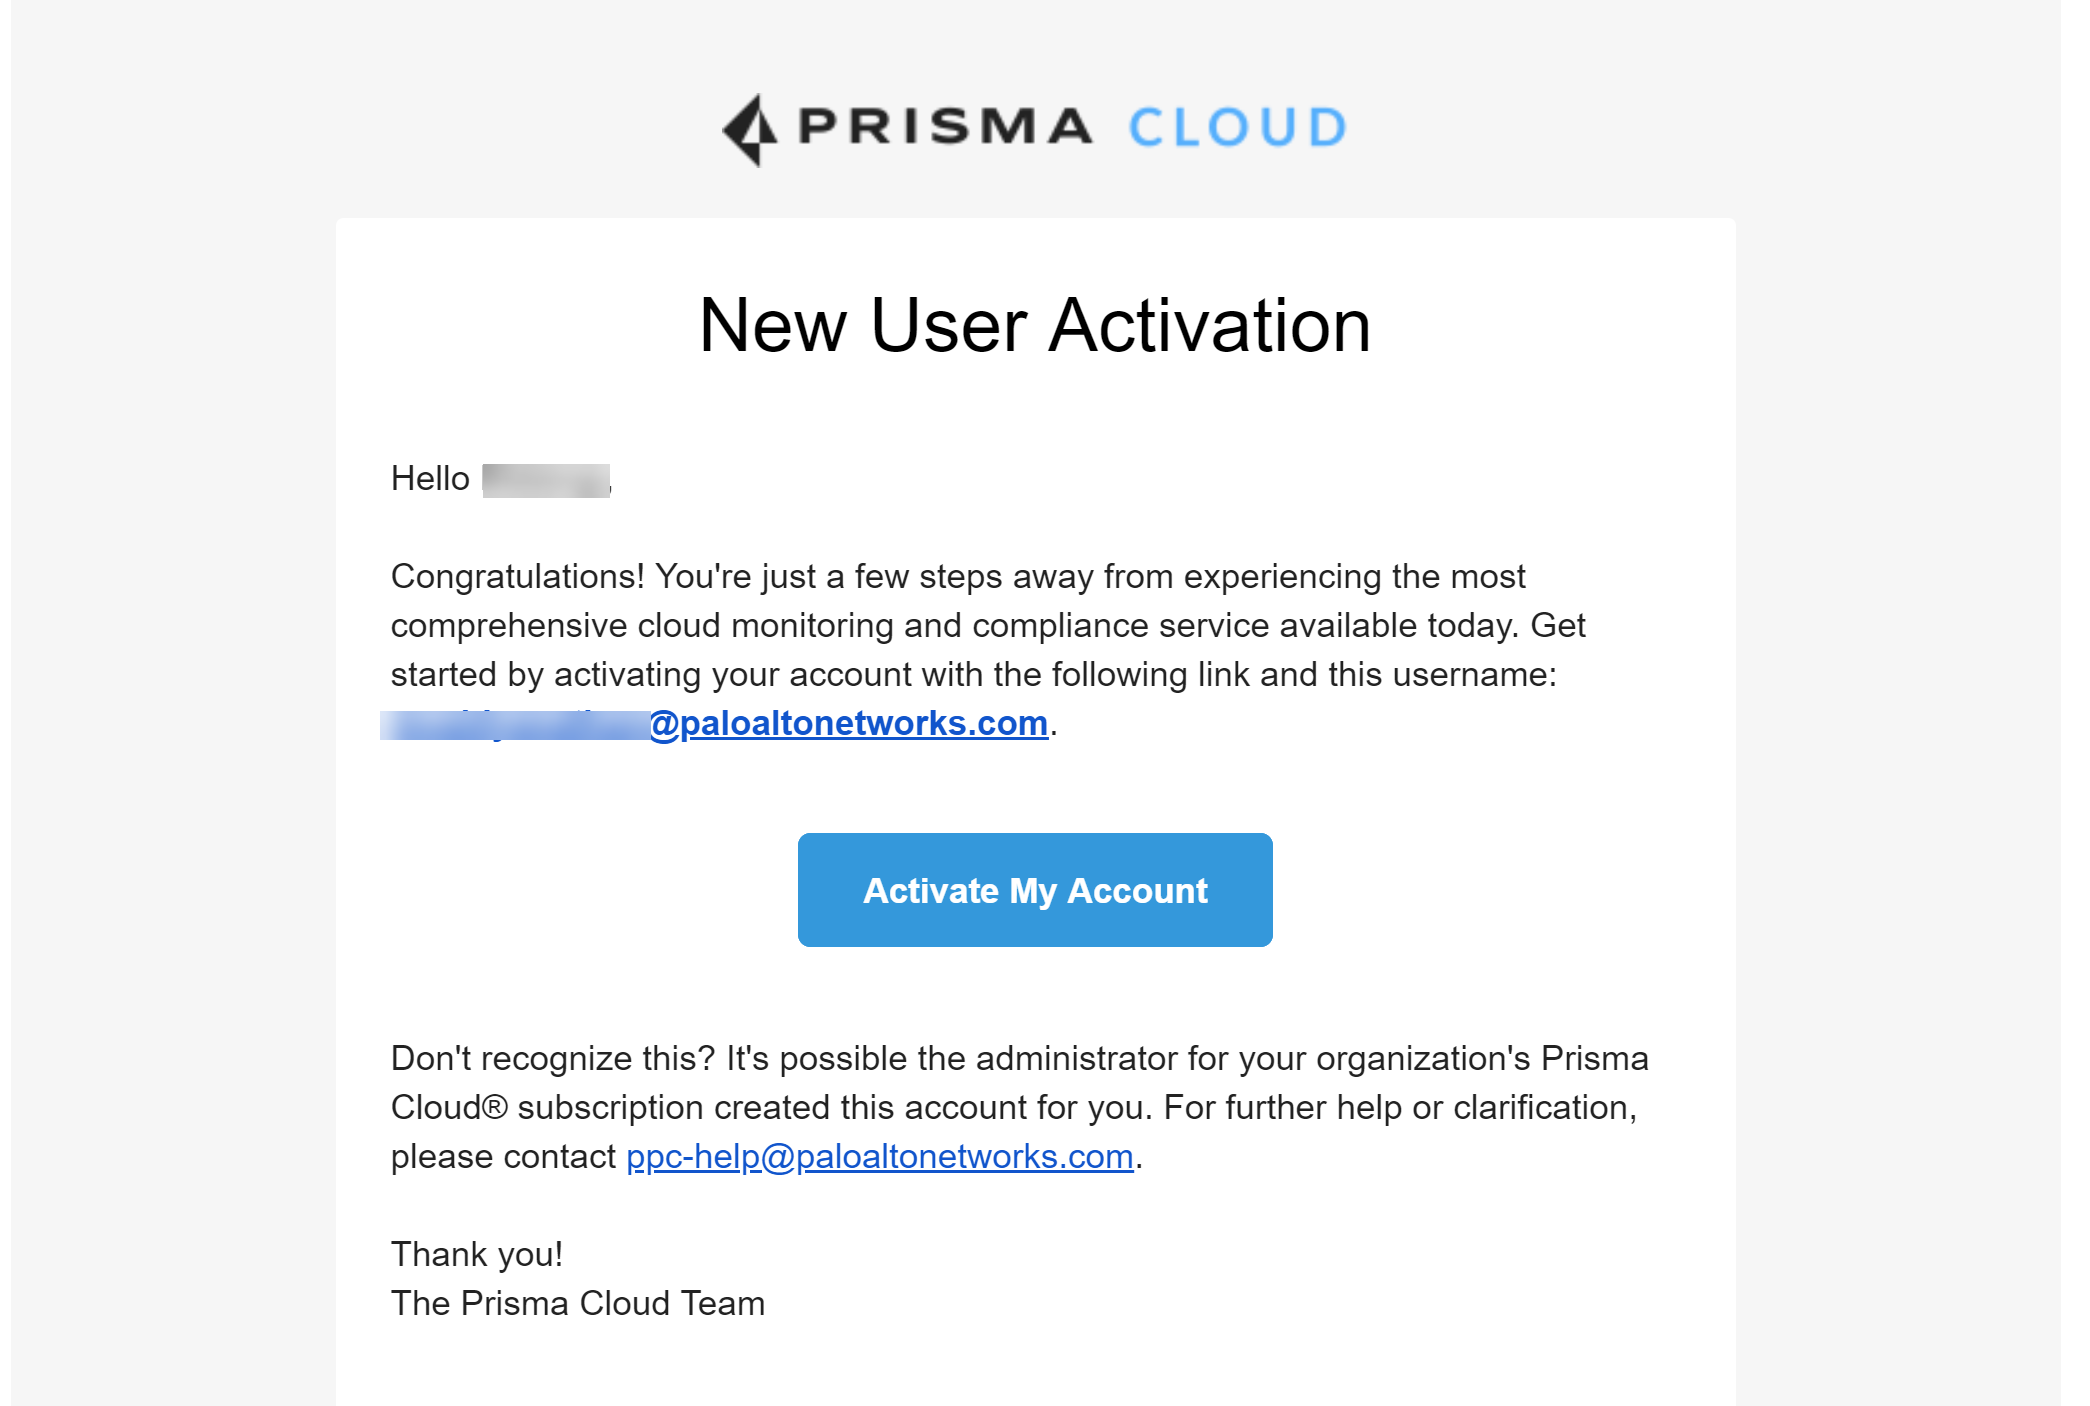 PRISMA CLOUD
New User Activation
Hello ,
Congratulations! You're just a few steps away from experiencing the most
comprehensive cloud monitoring and compliance service available today. Get
started by activating your account with the following link and this username:
@paloaltonetworks.com.
Activate My Account
Don't recognize this? It's possible the administrator for your organization's Prisma
Cloud® subscription created this account for you. For further help or clarification,
please contact ppc-help@paloaltonetworks.com.
Thank you!
The Prisma Cloud Team